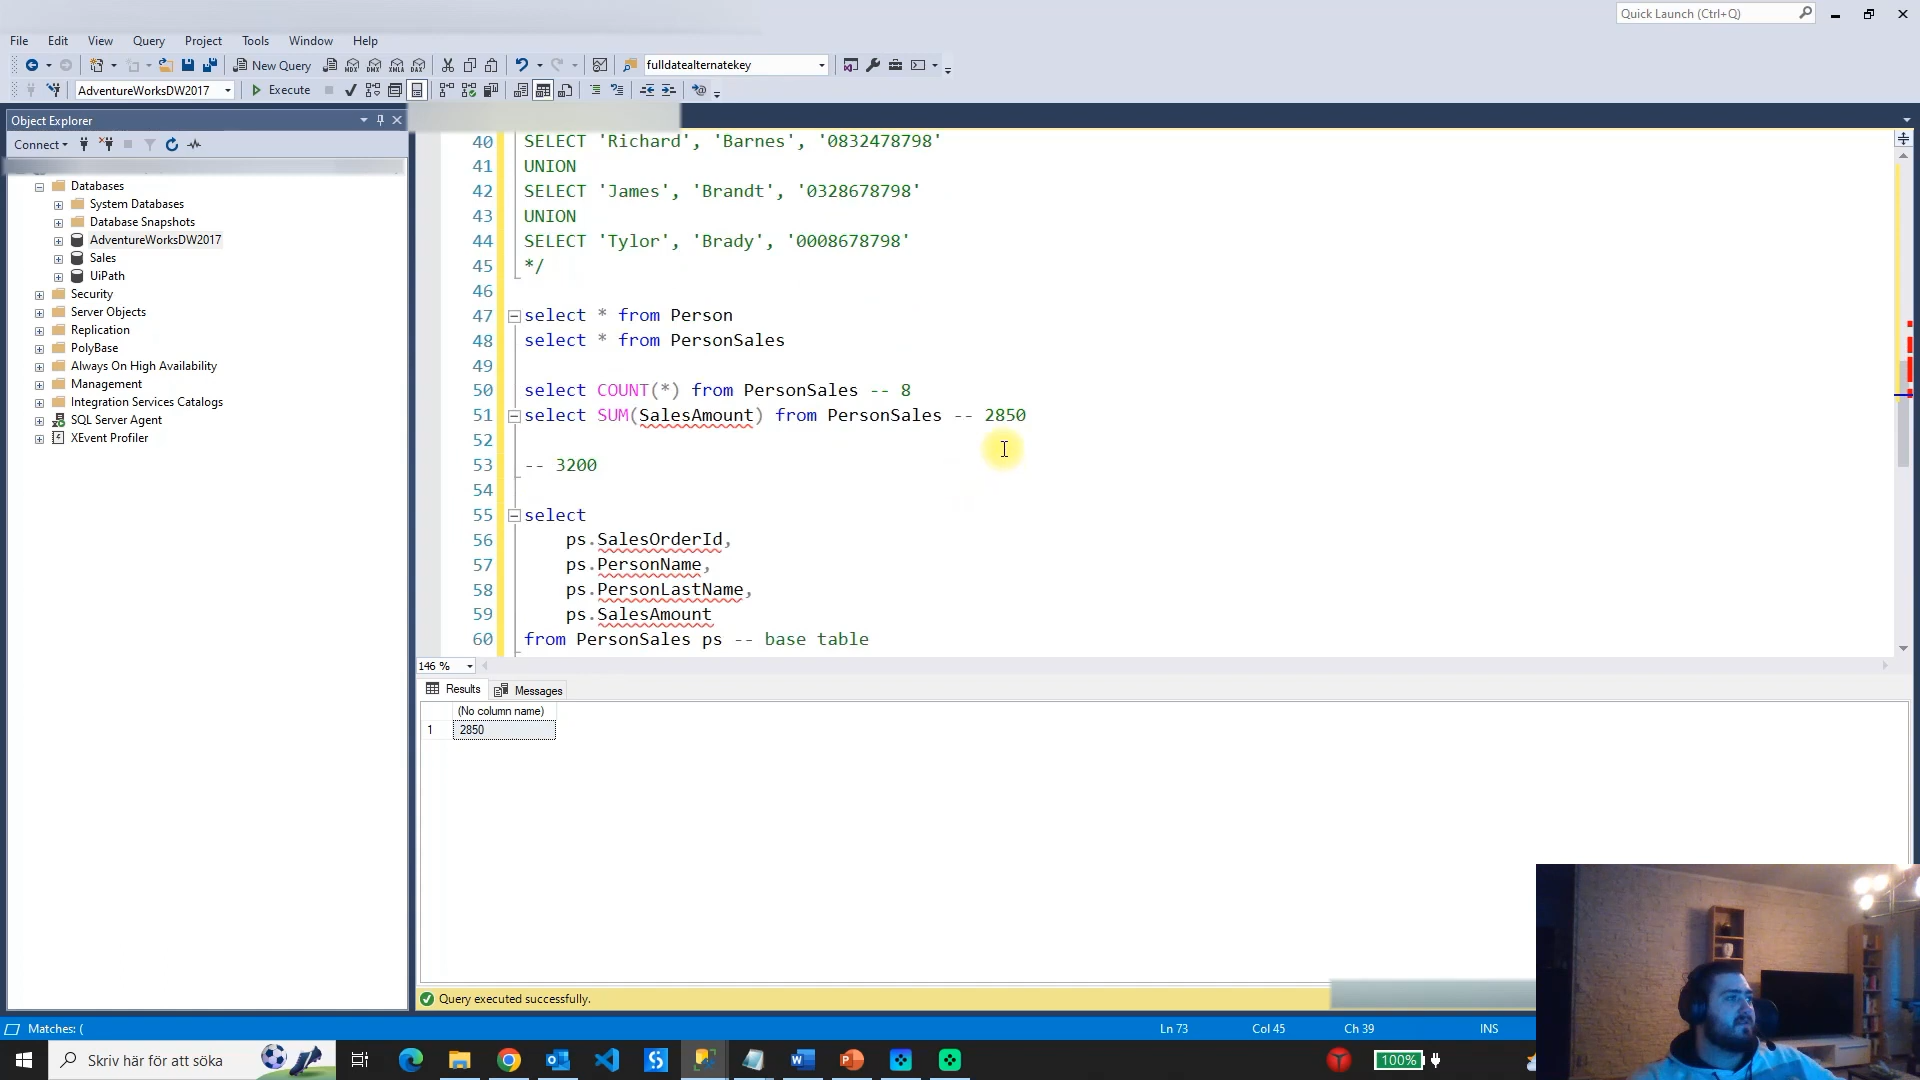 Quick Launch (Ctrl+Q)
File Edit View Query Project Tools Window Help
New Query MDX DMX XMLA DAX fulldatealternatekey
AdventureWorksDW2017 Execute
Object Explorer
Connect
Databases
System Databases
Database Snapshots
AdventureWorksDW2017
Sales
UiPath
Security
Server Objects
Replication
PolyBase
Always On High Availability
Management
Integration Services Catalogs
SQL Server Agent
XEvent Profiler
40 SELECT 'Richard', 'Barnes', '0832478798'
41 UNION
42 SELECT 'James', 'Brandt', '0328678798'
43 UNION
44 SELECT 'Tylor', 'Brady', '0008678798'
45 */
46
47 select * from Person
48 select * from PersonSales
49
50 select COUNT(*) from PersonSales -- 8
51 select SUM(SalesAmount) from PersonSales -- 2850
52
53 -- 3200
54
55 select
56 ps.SalesOrderId,
57 ps.PersonName,
58 ps.PersonLastName,
59 ps.SalesAmount
60 from PersonSales ps -- base table
146 %
Results Messages
(No column name)
1 2850
Query executed successfully.
Matches: ( Ln 73 Col 45 Ch 39 INS
Skriv här för att söka 100%